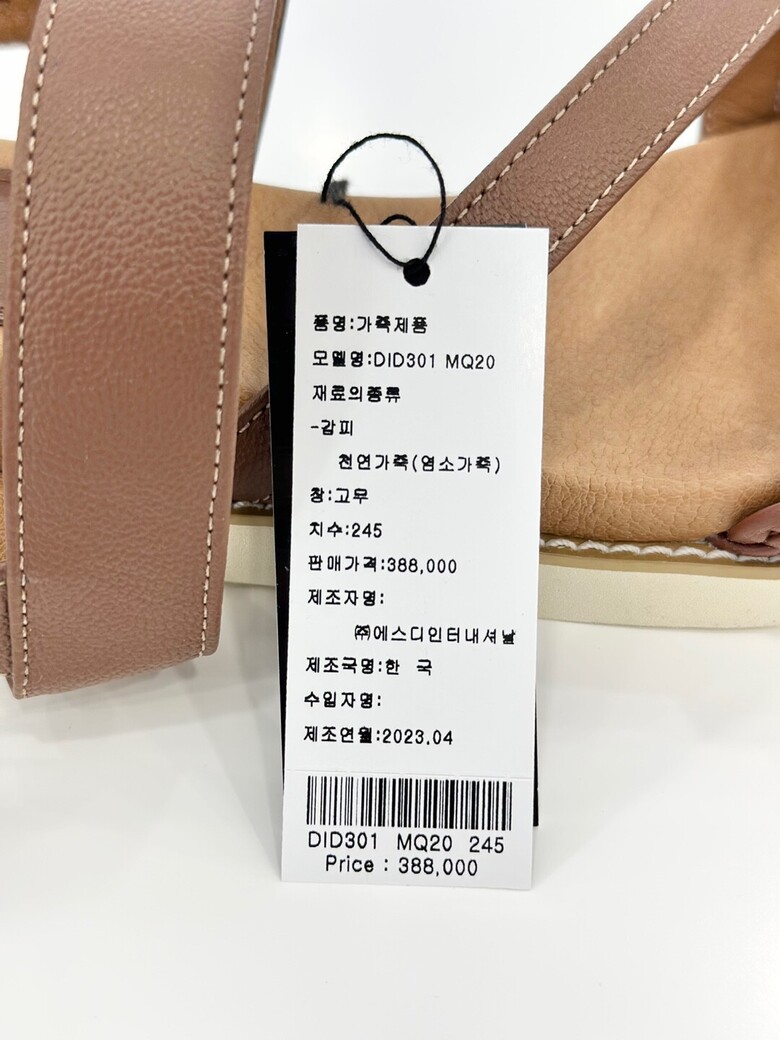 품명:가죽제품
모델명:DID301 MQ20
재료의종류
-갑피
천연가죽(염소가죽)
창:고무
치수:245
판매가격:388,000
제조자명:
㈜에스디인터내셔날
제조국명:한 국
수입자명:
제조연월:2023.04
DID301 MQ20 245
Price : 388,000